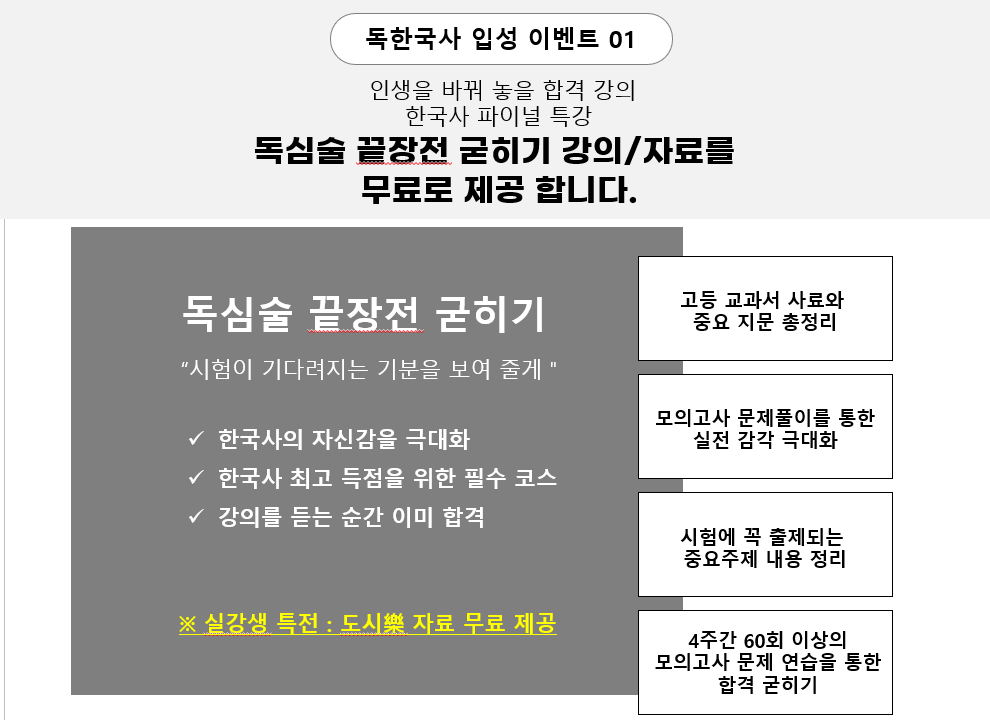 독한국사 입성 이벤트 01
인생을 바꿔 놓을 합격 강의
한국사 파이널 특강
독심술 끝장전 굳히기 강의/자료를
무료로 제공 합니다.
독심술 끝장전 굳히기
“시험이 기다려지는 기분을 보여 줄게 "
✓ 한국사의 자신감을 극대화
✓ 한국사 최고 득점을 위한 필수 코스
✓ 강의를 듣는 순간 이미 합격
※ 실강생 특전 : 도시樂 자료 무료 제공
고등 교과서 사료와
중요 지문 총정리
모의고사 문제풀이를 통한
실전 감각 극대화
시험에 꼭 출제되는
중요주제 내용 정리
4주간 60회 이상의
모의고사 문제 연습을 통한
합격 굳히기